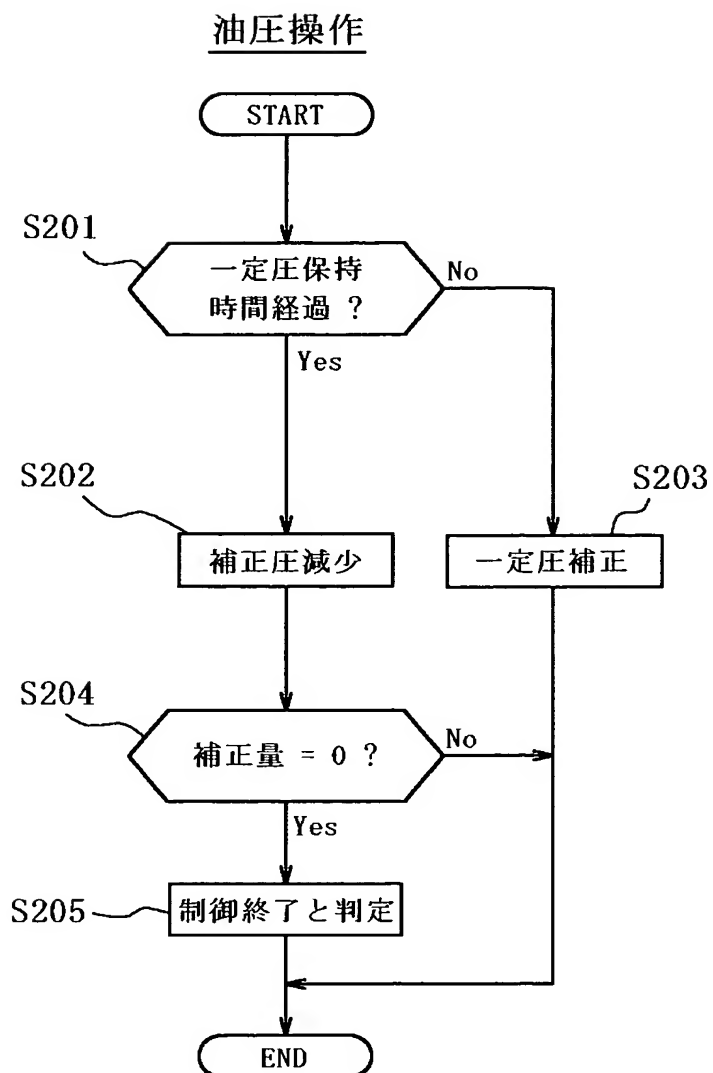 油圧操作
START
S201
一定圧保持
時間経過 ?
No
Yes
S202
S203
補正圧減少
一定圧補正
S204
補正量 = 0 ?
No
Yes
S205
制御終了と判定
END